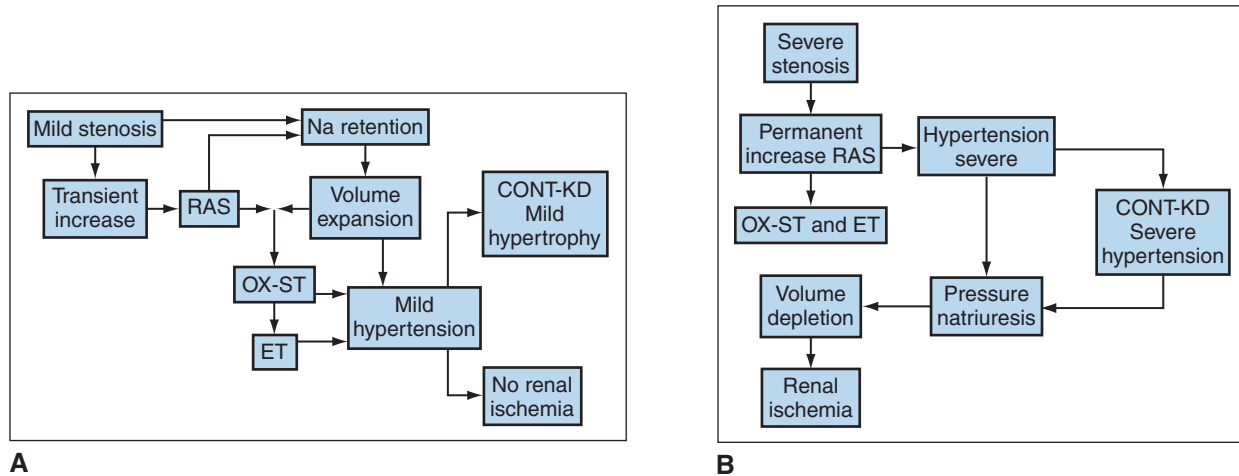 Mild stenosis
Na retention
Transient
increase
RAS
Volume
expansion
CONT-KD
Mild
hypertrophy
OX-ST
Mild
hypertension
ET
No renal
ischemia
A
Severe
stenosis
Permanent
increase RAS
Hypertension
severe
OX-ST and ET
CONT-KD
Severe
hypertension
Volume
depletion
Pressure
natriuresis
Renal
ischemia
B